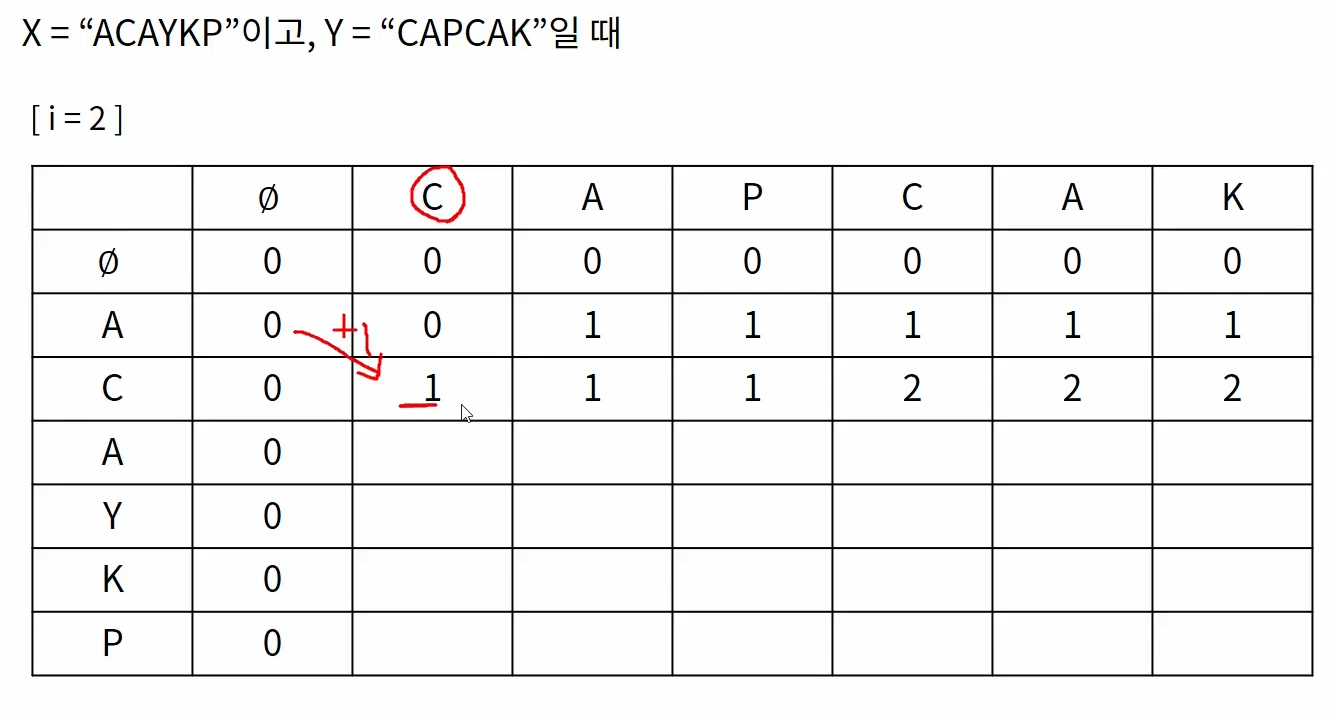 X = “ACAYKP”이고, Y = “CAPCAK”일 때
[ i = 2 ]
∅ C A P C A K
∅ 0 0 0 0 0 0 0
A 0 +1 0 1 1 1 1 1
C 0 1 1 1 2 2 2
A 0
Y 0
K 0
P 0